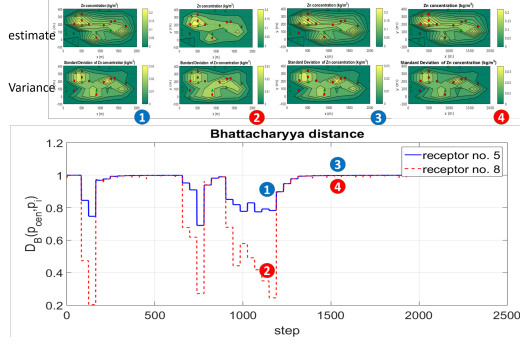 Zn concentration (kg/m³)
Zn concentration (kg/m³)
Zn concentration (kg/m³)
Zn concentration (kg/m³)
estimate
Standard Deviation of Zn concentration (kg/m³)
Standard Deviation of Zn concentration (kg/m³)
Standard Deviation of Zn concentration (kg/m³)
Standard Deviation of Zn concentration (kg/m³)
Variance
1
2
3
4
Bhattacharyya distance
receptor no. 5
receptor no. 8
3
4
1
2
D_B(p_cen,p_i)
1
0.8
0.6
0.4
0.2
0 500 1000 1500 2000 2500
step